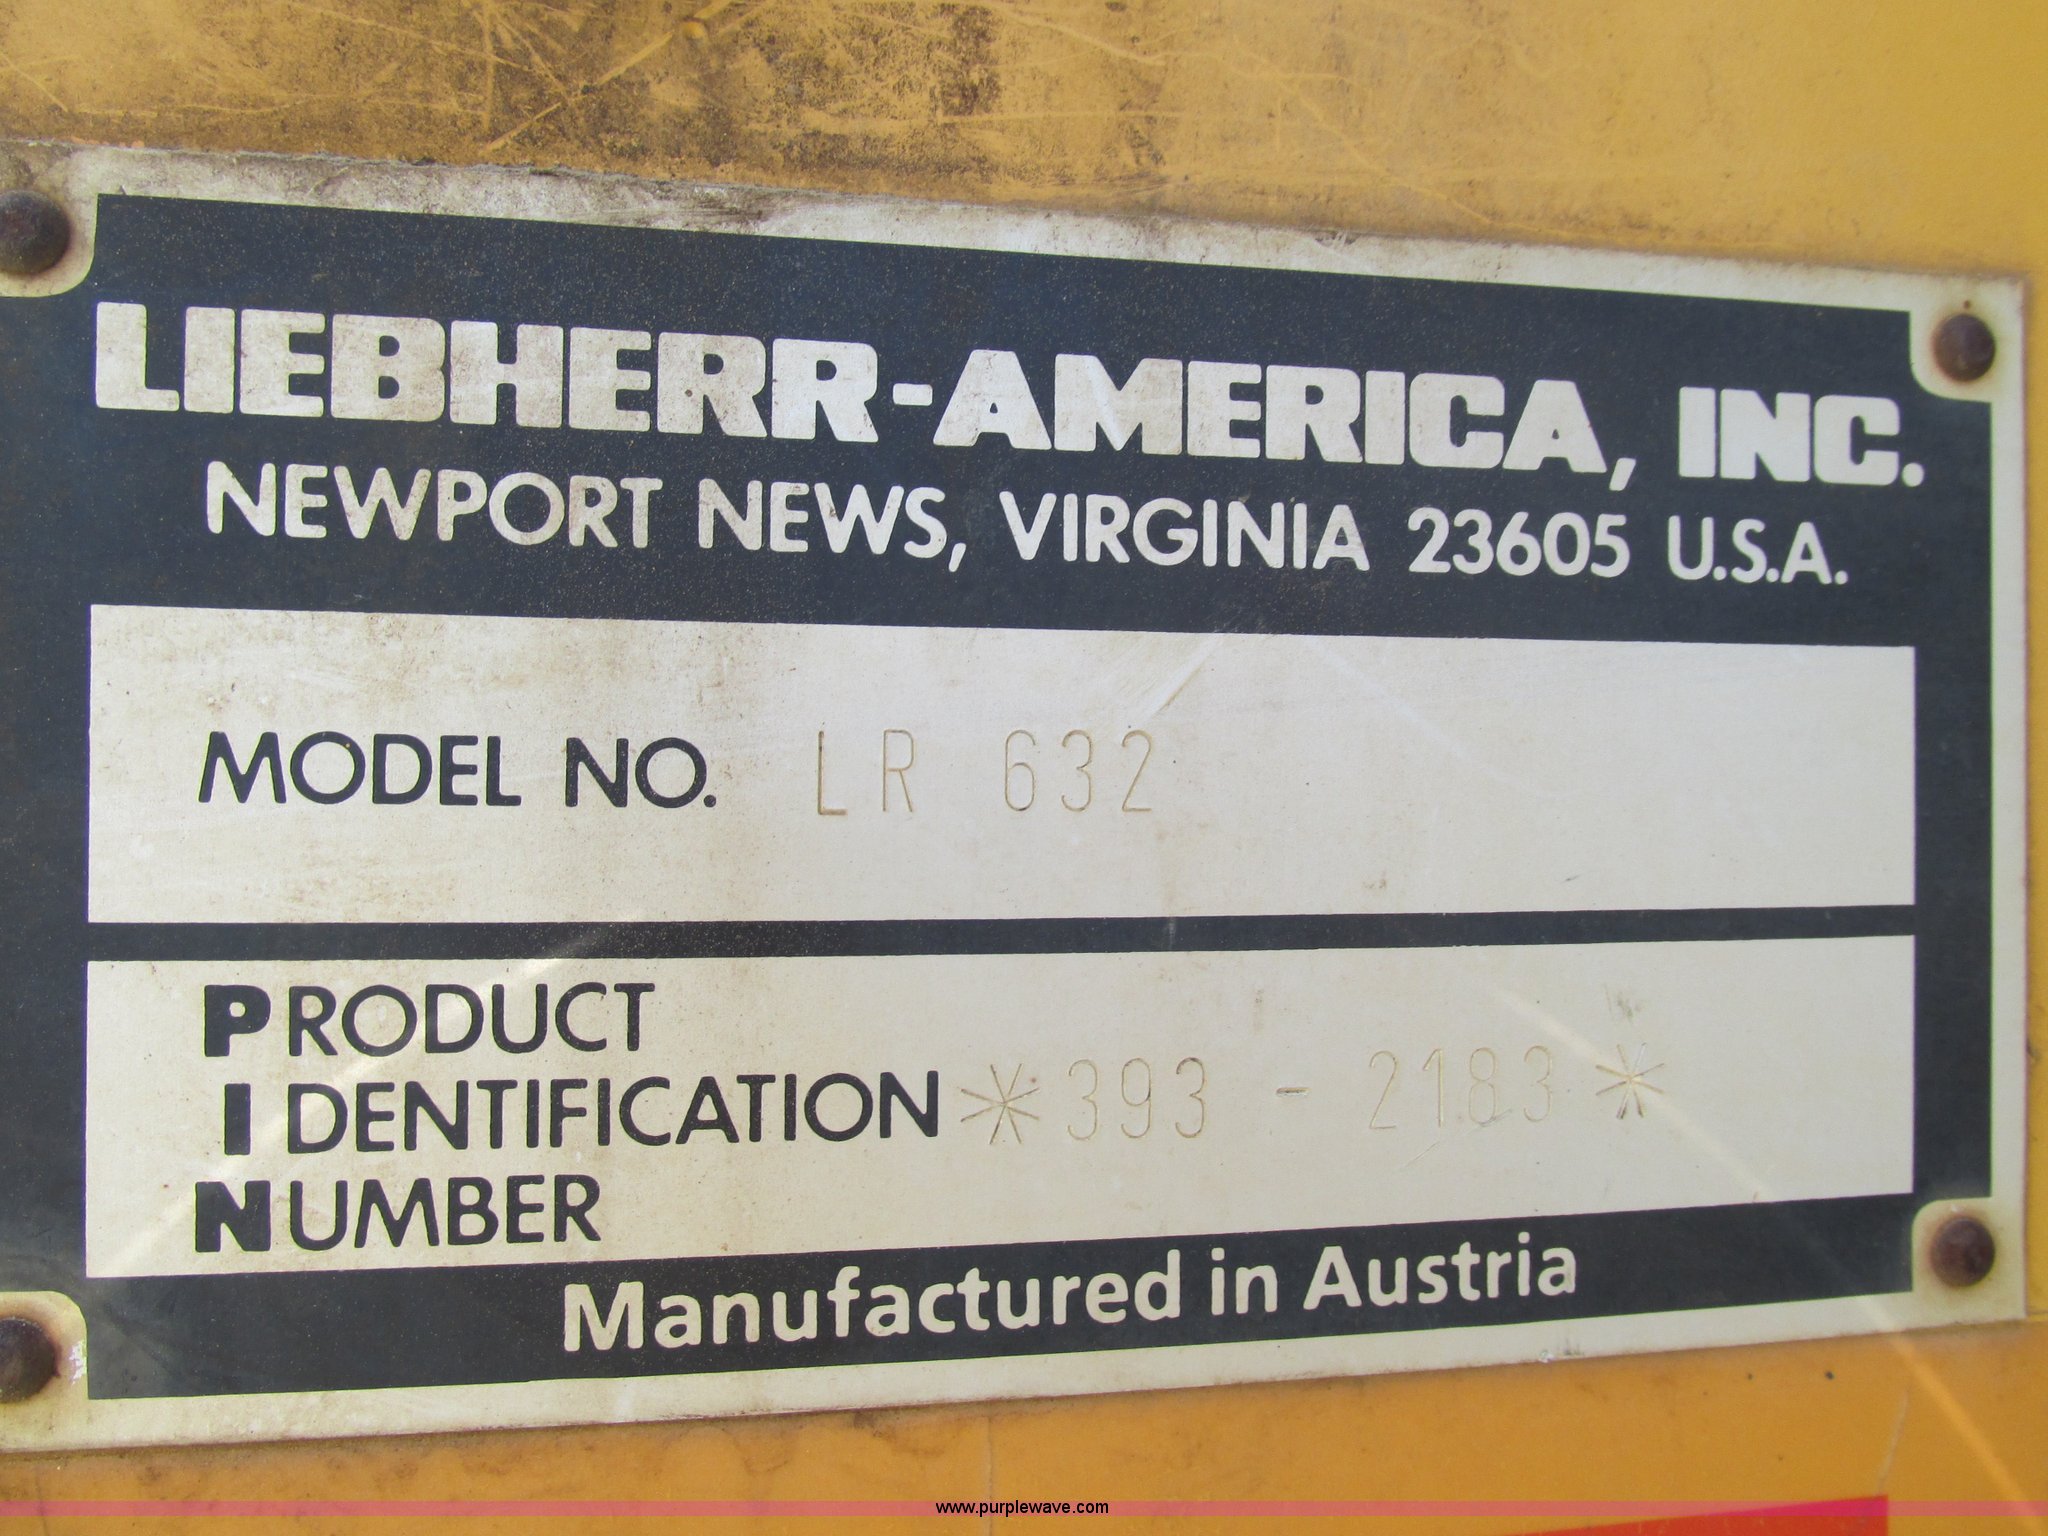 LIEBHERR-AMERICA, INC.
NEWPORT NEWS, VIRGINIA 23605 U.S.A.
MODEL NO. LR 632
PRODUCT
IDENTIFICATION *393-2183*
NUMBER
Manufactured in Austria
www.purplewave.com